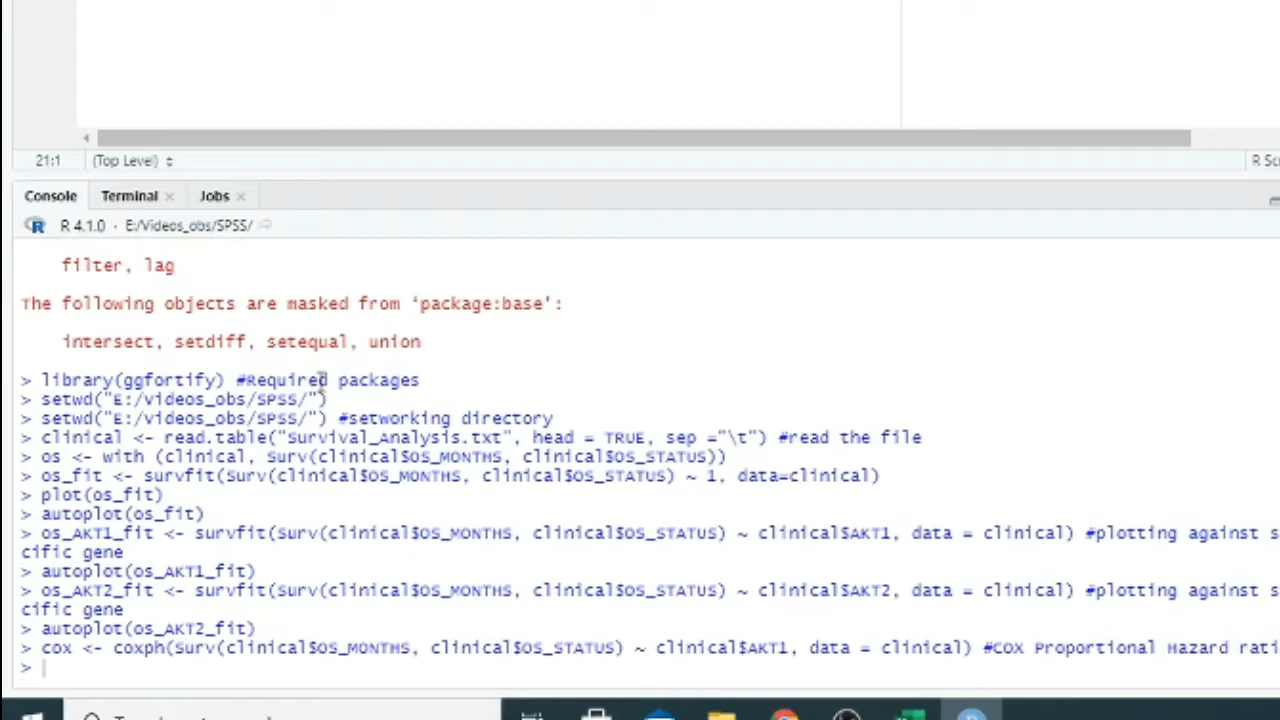 21:1 (Top Level)
Console Terminal Jobs
R 4.1.0 · E:/Videos_obs/SPSS/
filter, lag
The following objects are masked from ‘package:base’:
intersect, setdiff, setequal, union
> library(ggfortify) #Required packages
> setwd("E:/videos_obs/SPSS/")
> setwd("E:/videos_obs/SPSS/") #setworking directory
> clinical <- read.table("Survival_Analysis.txt", head = TRUE, sep ="\t") #read the file
> os <- with (clinical, Surv(clinical$OS_MONTHS, clinical$OS_STATUS))
> os_fit <- survfit(Surv(clinical$OS_MONTHS, clinical$OS_STATUS) ~ 1, data=clinical)
> plot(os_fit)
> autoplot(os_fit)
> os_AKT1_fit <- survfit(Surv(clinical$OS_MONTHS, clinical$OS_STATUS) ~ clinical$AKT1, data = clinical) #plotting against s
cific gene
> autoplot(os_AKT1_fit)
> os_AKT2_fit <- survfit(Surv(clinical$OS_MONTHS, clinical$OS_STATUS) ~ clinical$AKT2, data = clinical) #plotting against s
cific gene
> autoplot(os_AKT2_fit)
> cox <- coxph(Surv(clinical$OS_MONTHS, clinical$OS_STATUS) ~ clinical$AKT1, data = clinical) #COX Proportional Hazard rati
>